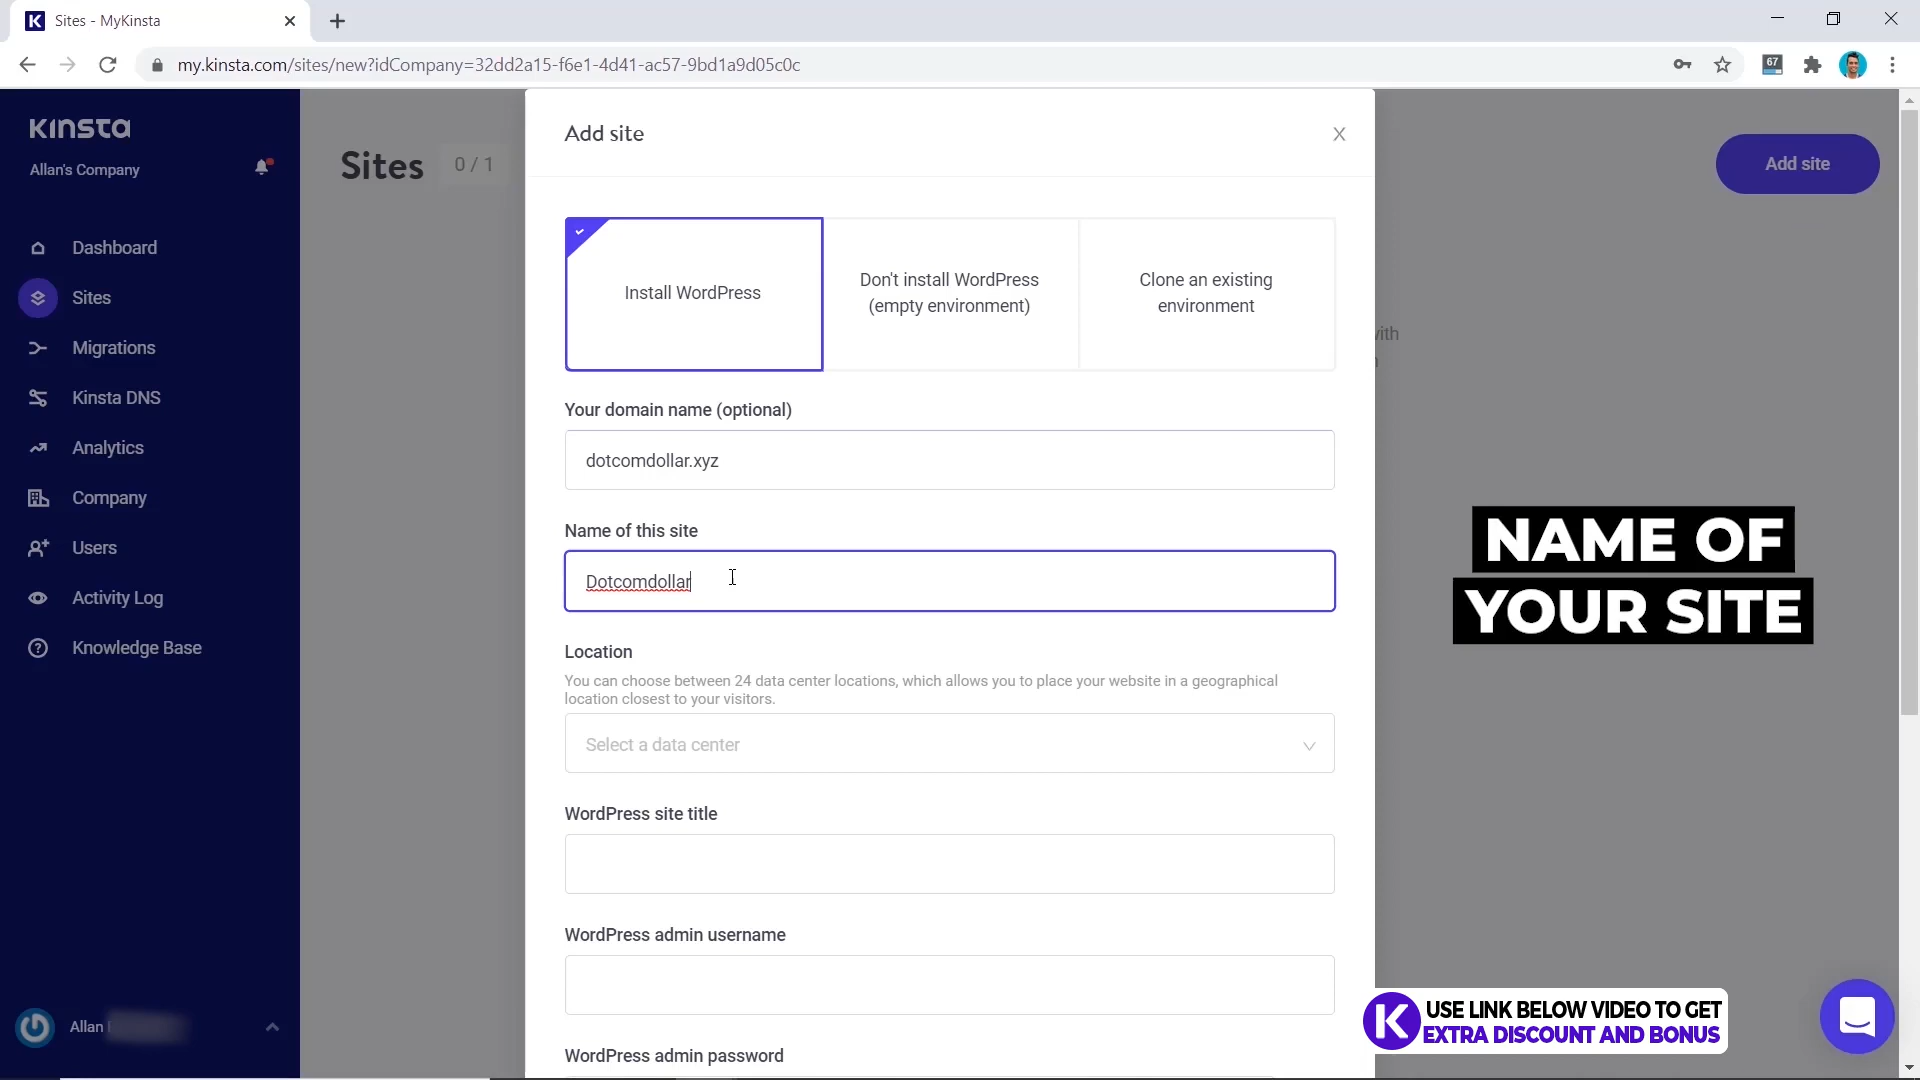 Sites - MyKinsta
my.kinsta.com/sites/new?idCompany=32dd2a15-f6e1-4d41-ac57-9bd1a9d05c0c
67
KINSTA
Allan's Company
Dashboard
Sites
Migrations
Kinsta DNS
Analytics
Company
Users
Activity Log
Knowledge Base
Allan
Sites 0 / 1
Add site
with
Add site
X
Install WordPress
Don't install WordPress
(empty environment)
Clone an existing
environment
Your domain name (optional)
dotcomdollar.xyz
Name of this site
Dotcomdollar
Location
You can choose between 24 data center locations, which allows you to place your website in a geographical
location closest to your visitors.
Select a data center
WordPress site title
WordPress admin username
WordPress admin password
NAME OF
YOUR SITE
K
USE LINK BELOW VIDEO TO GET
EXTRA DISCOUNT AND BONUS